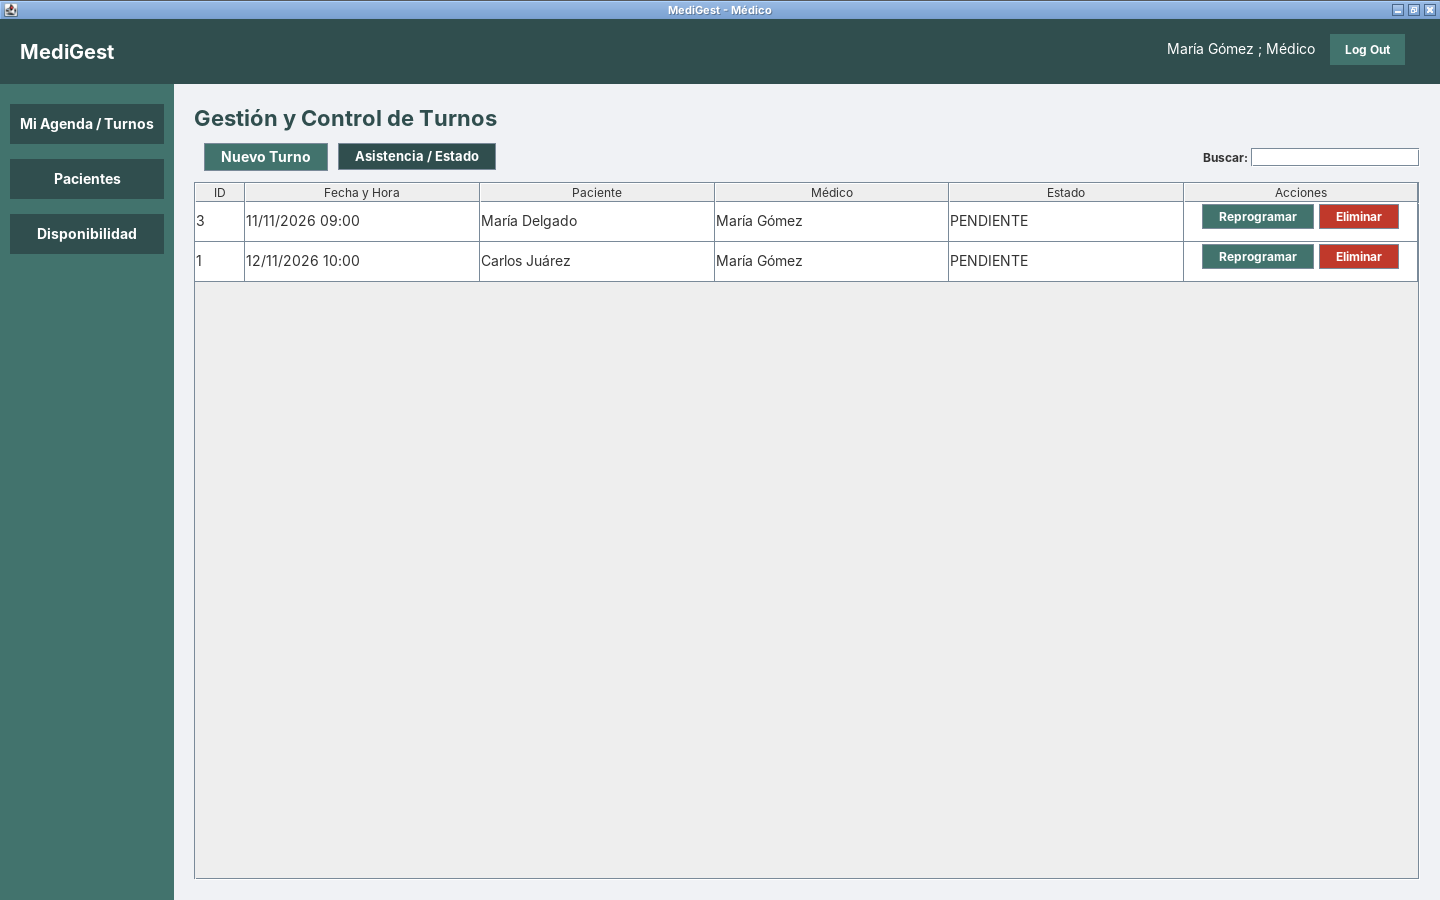 MediGest - Médico
MediGest
María Gómez ; Médico
Log Out
Mi Agenda / Turnos
Pacientes
Disponibilidad
Gestión y Control de Turnos
Nuevo Turno
Asistencia / Estado
Buscar:
ID Fecha y Hora Paciente Médico Estado Acciones
3 11/11/2026 09:00 María Delgado María Gómez PENDIENTE Reprogramar Eliminar
1 12/11/2026 10:00 Carlos Juárez María Gómez PENDIENTE Reprogramar Eliminar